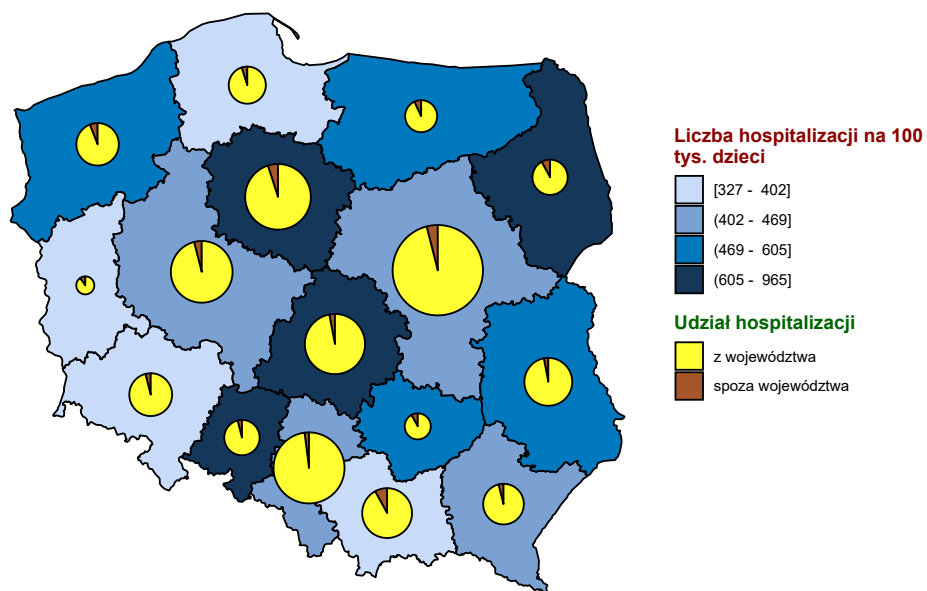 Liczba hospitalizacji na 100
tys. dzieci
[327 - 402]
(402 - 469]
(469 - 605]
(605 - 965]
Udział hospitalizacji
z województwa
spoza województwa